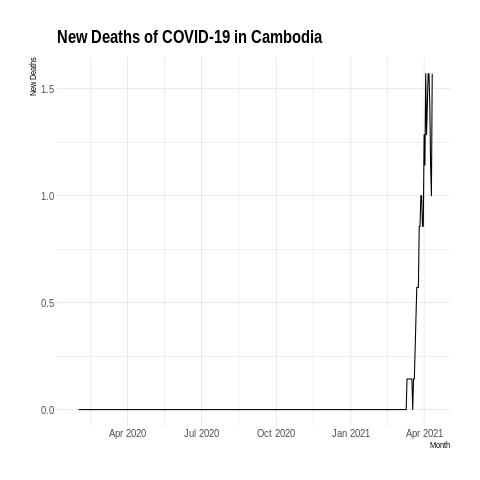 New Deaths of COVID-19 in Cambodia
New Deaths
1.5
1.0
0.5
0.0
Apr 2020 Jul 2020 Oct 2020 Jan 2021 Apr 2021
Month